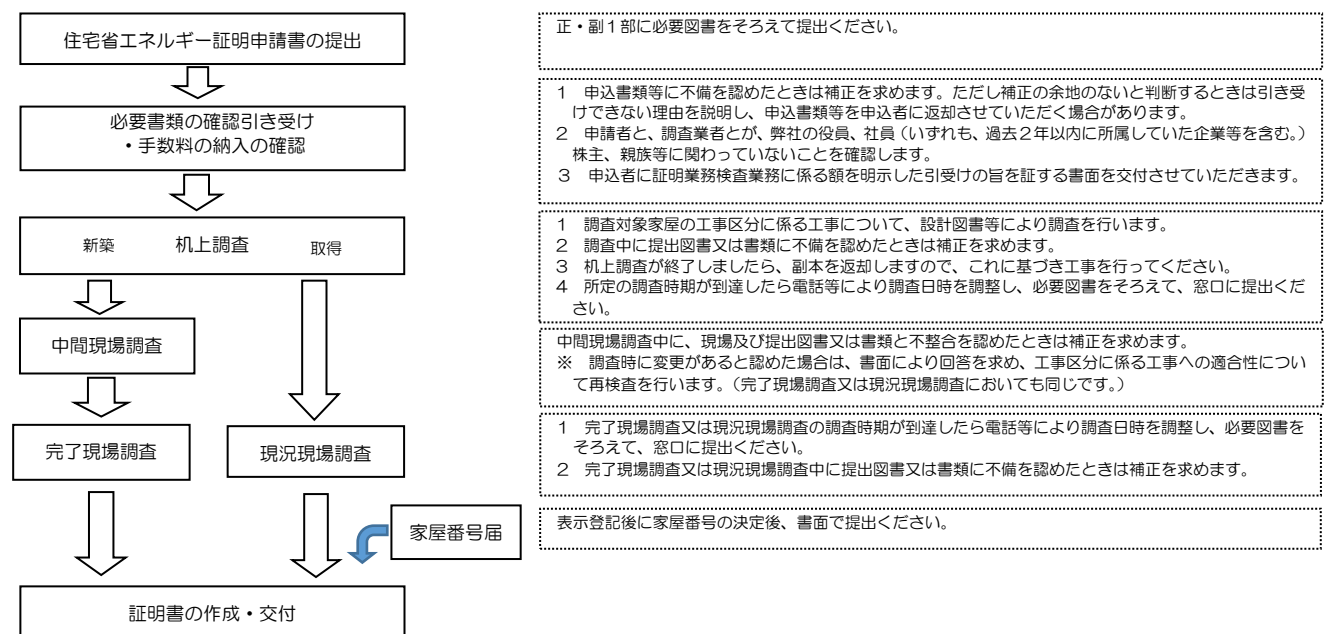 住宅省エネルギー証明申請書の提出
正・副１部に必要図書をそろえて提出ください。
必要書類の確認引き受け
・手数料の納入の確認
１　申込書類等に不備を認めたときは補正を求めます。ただし補正の余地のないと判断するときは引き受
けできない理由を説明し、申込書類等を申込者に返却させていただく場合があります。
２　申請者と、調査業者とが、弊社の役員、社員（いずれも、過去２年以内に所属していた企業等を含む。）
株主、親族等に関わっていないことを確認します。
３　申込者に証明業務検査業務に係る額を明示した引受けの旨を証する書面を交付させていただきます。
新築　机上調査　取得
１　調査対象家屋の工事区分に係る工事について、設計図書等により調査を行います。
２　調査中に提出図書又は書類に不備を認めたときは補正を求めます。
３　机上調査が終了しましたら、副本を返却しますので、これに基づき工事を行ってください。
４　所定の調査時期が到達したら電話等により調査日時を調整し、必要図書をそろえて、窓口に提出くだ
さい。
中間現場調査
中間現場調査中に、現場及び提出図書又は書類と不整合を認めたときは補正を求めます。
※　調査時に変更があると認めた場合は、書面により回答を求め、工事区分に係る工事への適合性につい
て再検査を行います。（完了現場調査又は現況現場調査においても同じです。）
完了現場調査
現況現場調査
１　完了現場調査又は現況現場調査の調査時期が到達したら電話等により調査日時を調整し、必要図書を
そろえて、窓口に提出ください。
２　完了現場調査又は現況現場調査中に提出図書又は書類に不備を認めたときは補正を求めます。
家屋番号届
表示登記後に家屋番号の決定後、書面で提出ください。
証明書の作成・交付